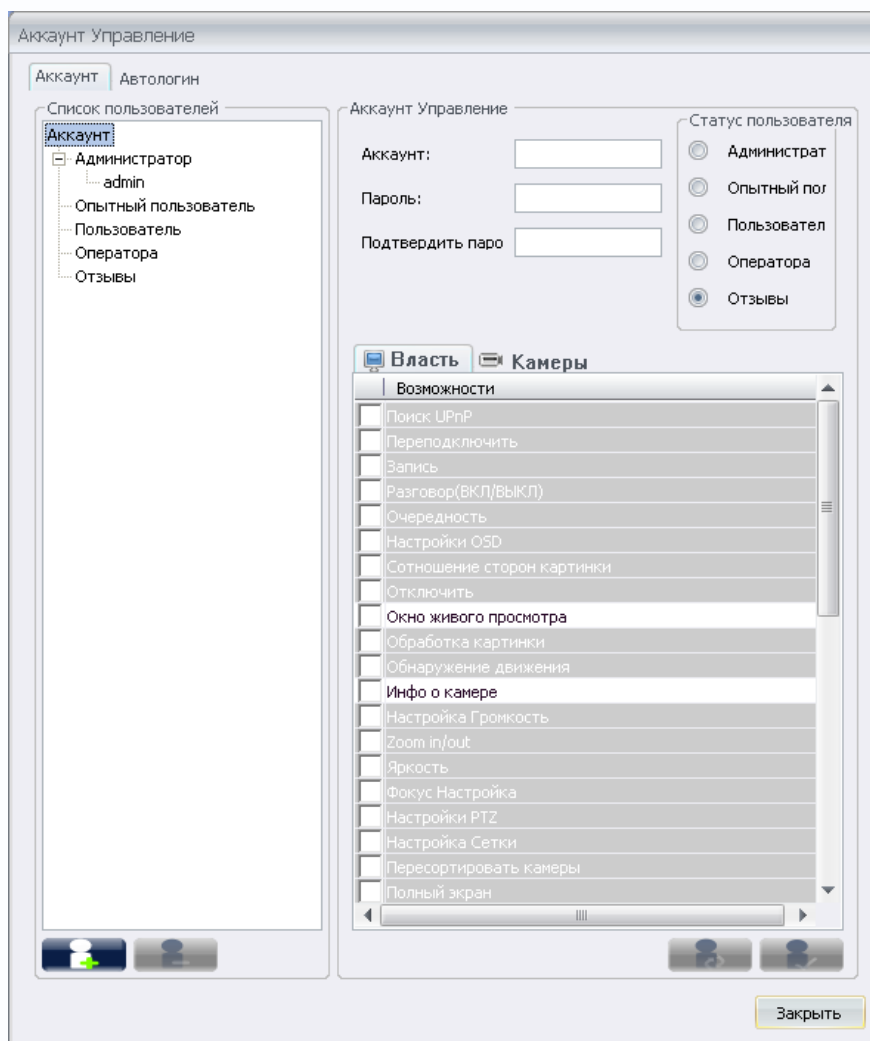 Аккаунт Управление
Аккаунт Автологин
Список пользователей
Аккаунт
Администратор
admin
Опытный пользователь
Пользователь
Оператора
Отзывы
Аккаунт Управление
Аккаунт:
Пароль:
Подтвердить паро
Статус пользователя
Администрат
Опытный пол
Пользовател
Оператора
Отзывы
Власть Камеры
Возможности
Поиск UPnP
Переподключить
Запись
Разговор(ВКЛ/ВЫКЛ)
Очередность
Настройки OSD
Сотношение сторон картинки
Отключить
Окно живого просмотра
Обработка картинки
Обнаружение движения
Инфо о камере
Настройка Громкость
Zoom in/out
Яркость
Фокус Настройка
Настройки PTZ
Настройка Сетки
Пересортировать камеры
Полный экран
Закрыть